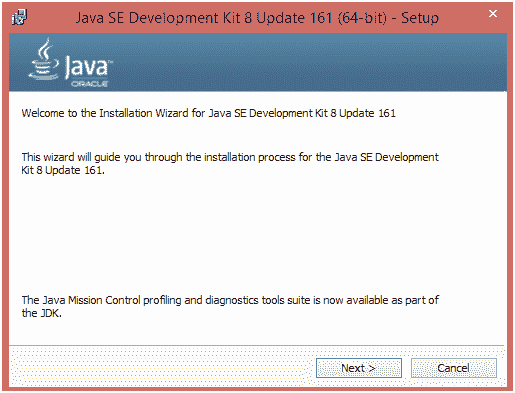 Java SE Development Kit 8 Update 161 (64-bit) - Setup
Java™
ORACLE
Welcome to the Installation Wizard for Java SE Development Kit 8 Update 161
This wizard will guide you through the installation process for the Java SE Development
Kit 8 Update 161.
The Java Mission Control profiling and diagnostics tools suite is now available as part of
the JDK.
Next >
Cancel